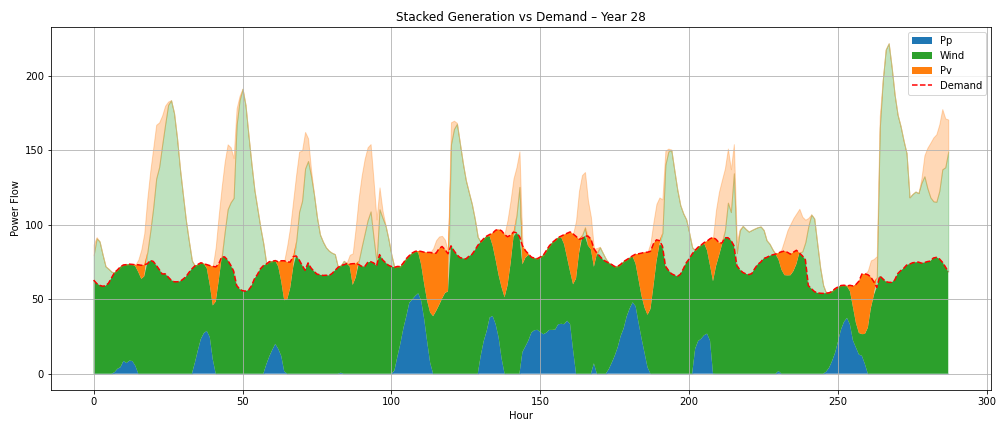 Stacked Generation vs Demand – Year 28
Pp
Wind
Pv
Demand
Power Flow
200
150
100
50
0
0 50 100 150 200 250 300
Hour